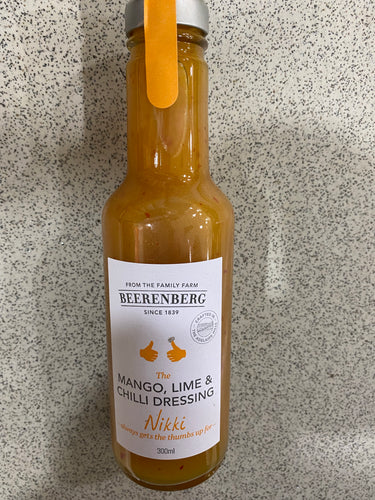 FROM THE FAMILY FARM
BEERENBERG
SINCE 1839
The
MANGO, LIME &
CHILLI DRESSING
Nikki
always gets the thumbs up for
300ml